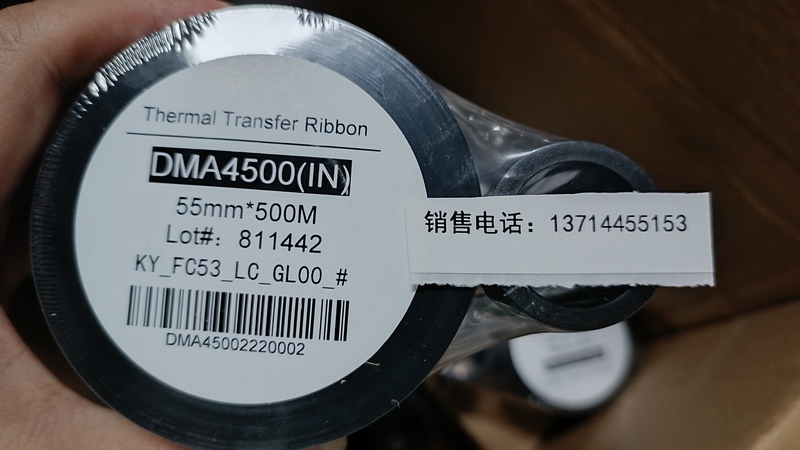 Thermal Transfer Ribbon
DMA4500(IN)
55mm*500M
Lot#: 811442
KY_FC53_LC_GL00_#
DMA45002220002
销售电话：13714455153